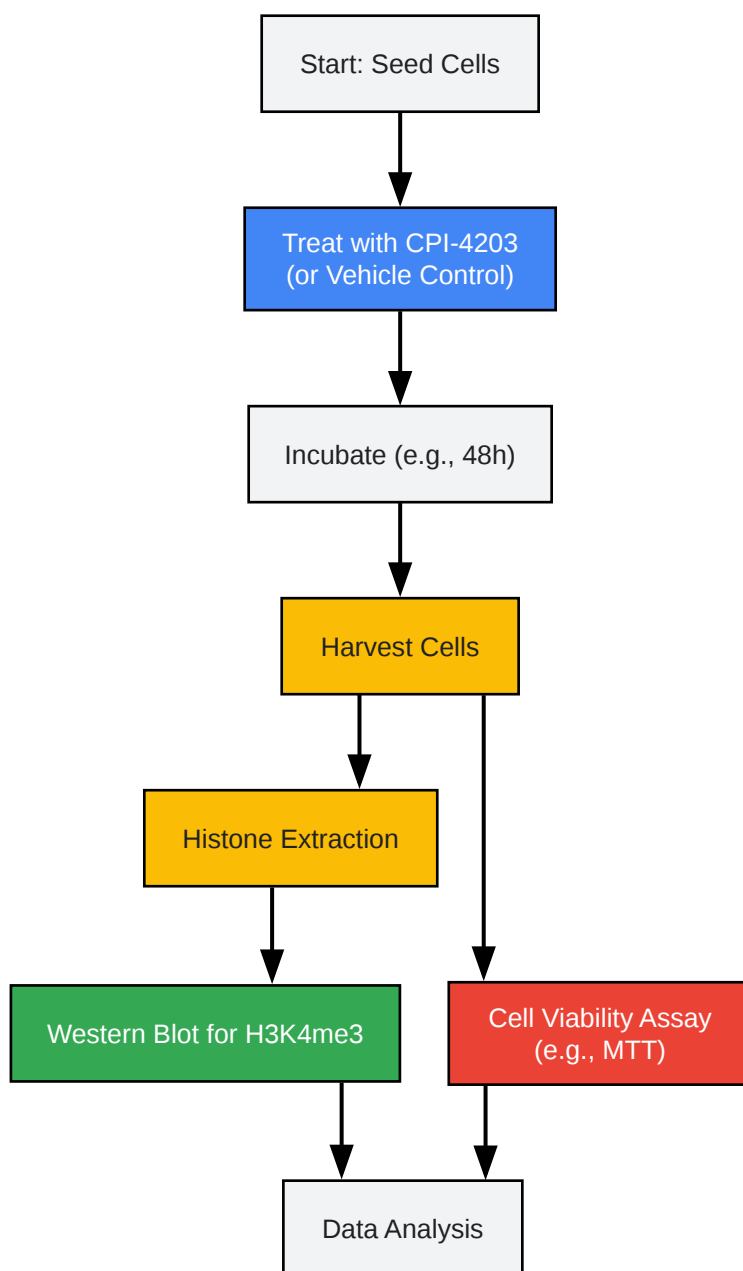 Start: Seed Cells
Treat with CPI-4203
(or Vehicle Control)
Incubate (e.g., 48h)
Harvest Cells
Histone Extraction
Western Blot for H3K4me3
Cell Viability Assay
(e.g., MTT)
Data Analysis